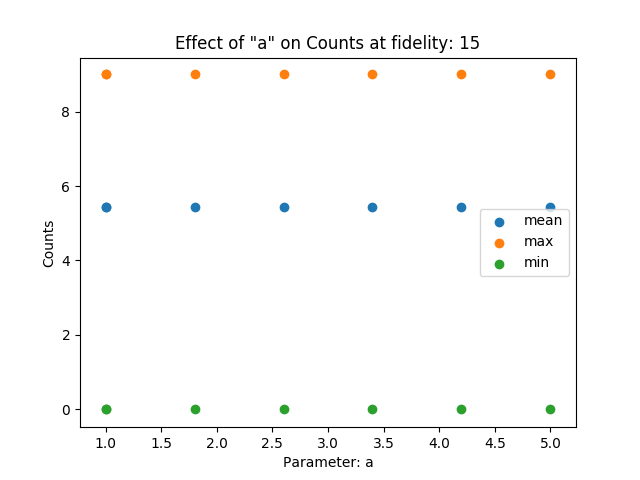 Effect of "a" on Counts at fidelity: 15
Counts
8
6
4
2
0
mean
max
min
1.0 1.5 2.0 2.5 3.0 3.5 4.0 4.5 5.0
Parameter: a